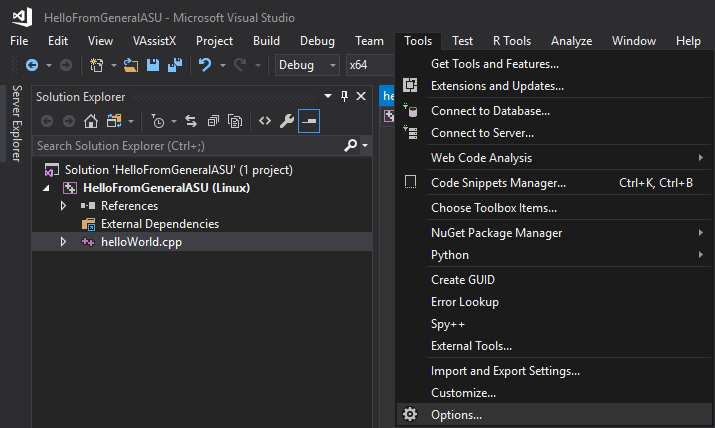 HelloFromGeneralASU - Microsoft Visual Studio
File Edit View VAssistX Project Build Debug Team Tools Test R Tools Analyze Window Help
Debug x64
Server Explorer
Solution Explorer
Search Solution Explorer (Ctrl+;)
Solution 'HelloFromGeneralASU' (1 project)
HelloFromGeneralASU (Linux)
References
External Dependencies
helloWorld.cpp
he
Get Tools and Features...
Extensions and Updates...
Connect to Database...
Connect to Server...
Web Code Analysis
Code Snippets Manager... Ctrl+K, Ctrl+B
Choose Toolbox Items...
NuGet Package Manager
Python
Create GUID
Error Lookup
Spy++
External Tools...
Import and Export Settings...
Customize...
Options...